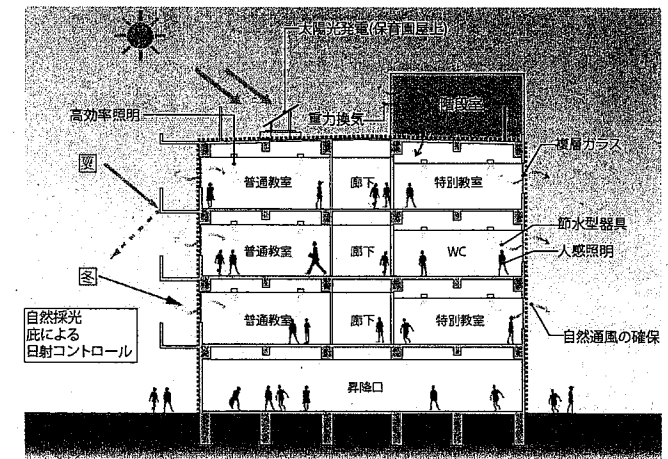 太陽光発電(保育園屋上)
高効率照明
重力換気
階段室
複層ガラス
夏
普通教室
廊下
特別教室
節水型器具
普通教室
廊下
WC
人感照明
冬
自然採光
庇による
日射コントロール
普通教室
廊下
特別教室
自然通風の確保
昇降口